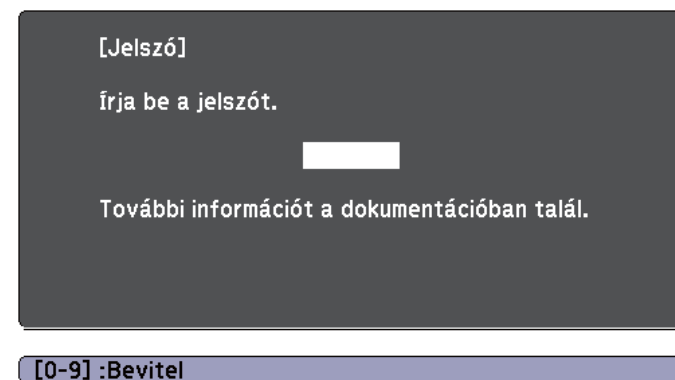 [Jelszó]
Írja be a jelszót.
További információt a dokumentációban talál.
[0-9] :Bevitel